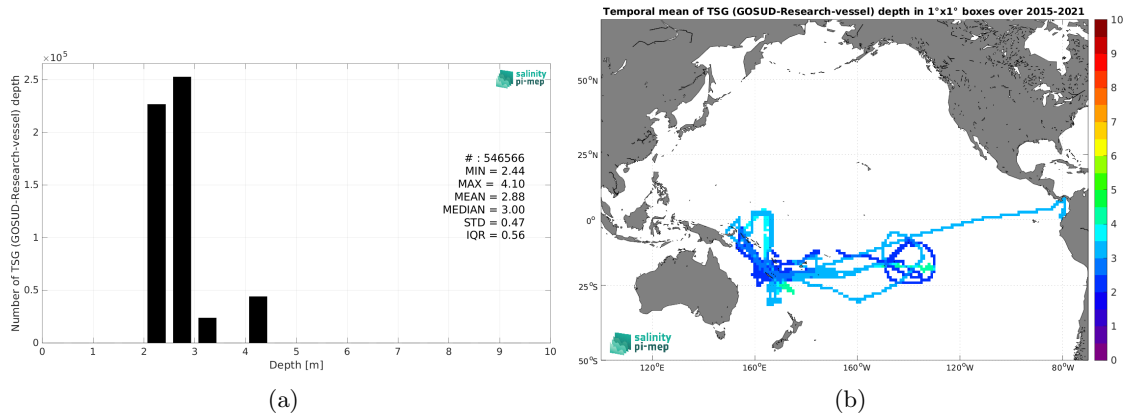 ×10⁵
2.5
2
1.5
1
0.5
0
Number of TSG (GOSUD-Research-vessel) depth
salinity
pi-mep
# : 546566
MIN = 2.44
MAX = 4.10
MEAN = 2.88
MEDIAN = 3.00
STD = 0.47
IQR = 0.56
0 1 2 3 4 5 6 7 8 9 10
Depth [m]
(a)
Temporal mean of TSG (GOSUD-Research-vessel) depth in 1°x1° boxes over 2015-2021
50°N
25°N
0°
25°S
50°S
120°E 160°E 160°W 120°W 80°W
salinity
pi-mep
10
9
8
7
6
5
4
3
2
1
0
(b)